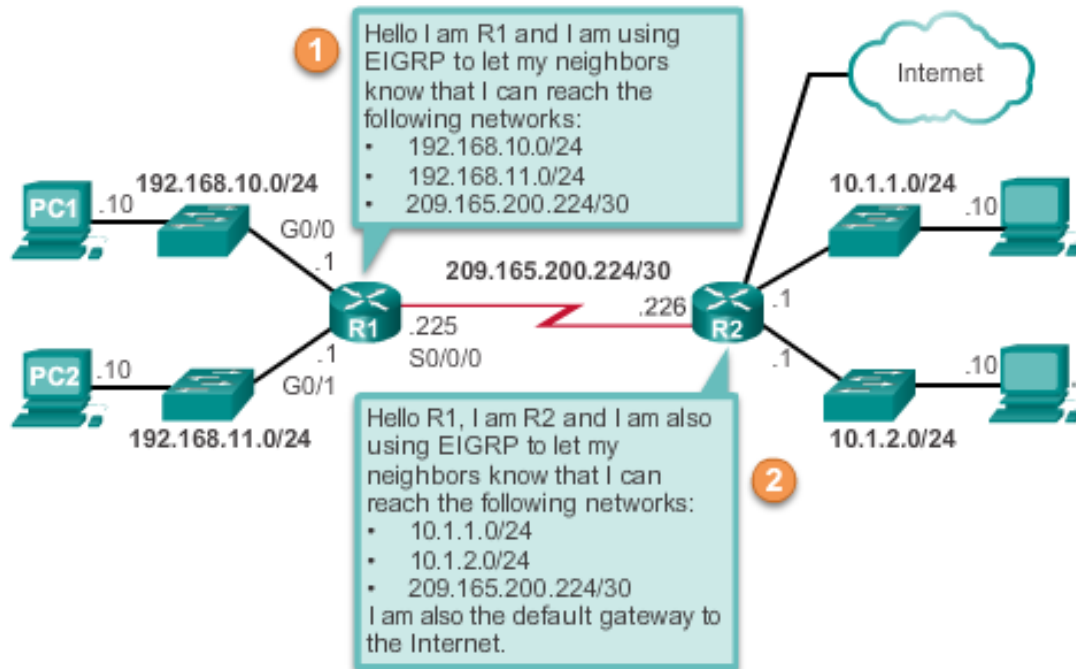 1
Hello I am R1 and I am using
EIGRP to let my neighbors
know that I can reach the
following networks:
• 192.168.10.0/24
• 192.168.11.0/24
• 209.165.200.224/30
Internet
192.168.10.0/24
PC1
.10
G0/0
.1
10.1.1.0/24
.10
209.165.200.224/30
R1
.225
S0/0/0
.226
R2
.1
.1
PC2
.10
.1
G0/1
192.168.11.0/24
.10
10.1.2.0/24
Hello R1, I am R2 and I am also
using EIGRP to let my
neighbors know that I can
reach the following networks:
• 10.1.1.0/24
• 10.1.2.0/24
• 209.165.200.224/30
I am also the default gateway to
the Internet.
2